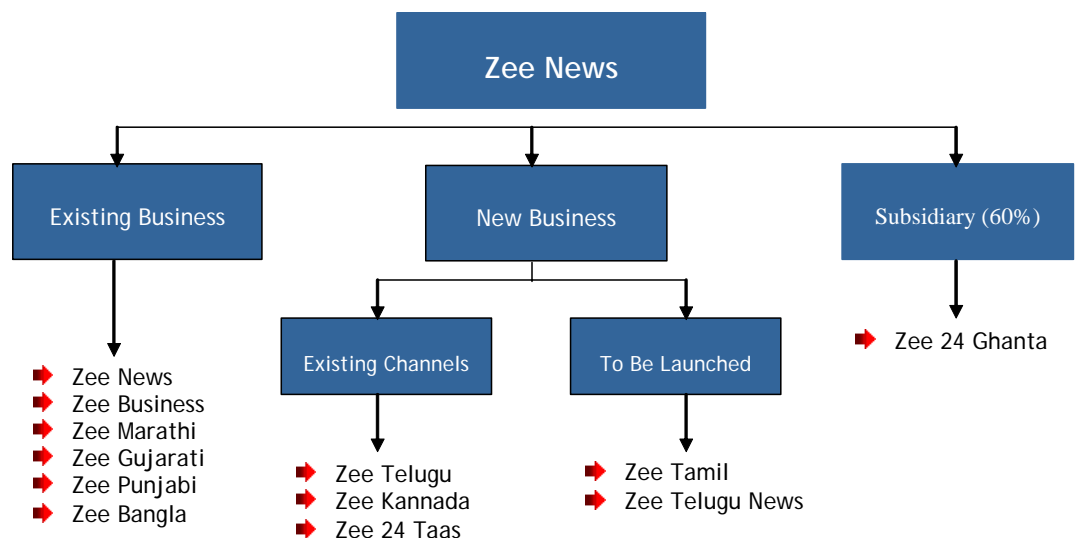 Zee News
Existing Business
New Business
Subsidiary (60%)
Existing Channels
To Be Launched
Zee 24 Ghanta
Zee News
Zee Business
Zee Marathi
Zee Gujarati
Zee Punjabi
Zee Bangla
Zee Telugu
Zee Kannada
Zee 24 Taas
Zee Tamil
Zee Telugu News